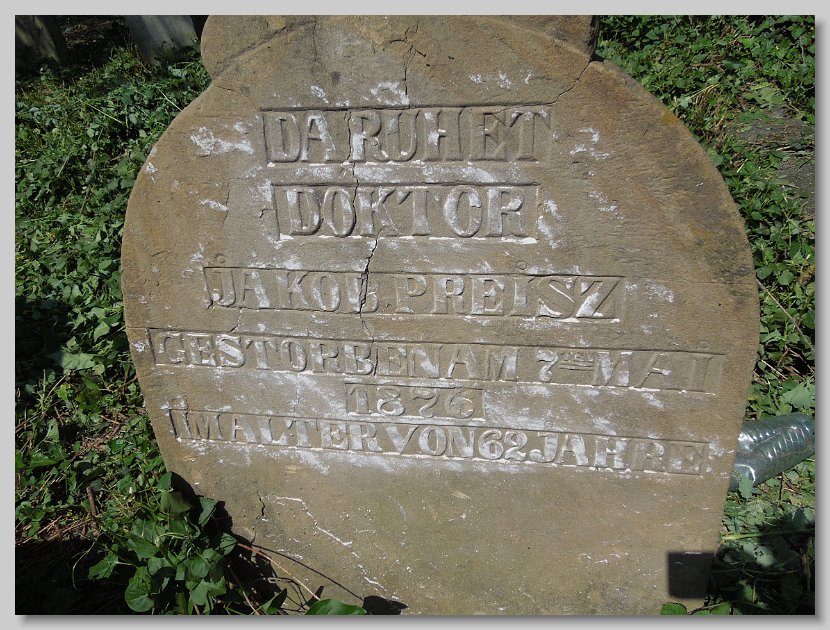 DA RUHET
DOKTOR
JAKOB PREISZ
GESTORBEN AM 7TEN MAI
1876
IM ALTER VON 62 JAHRE